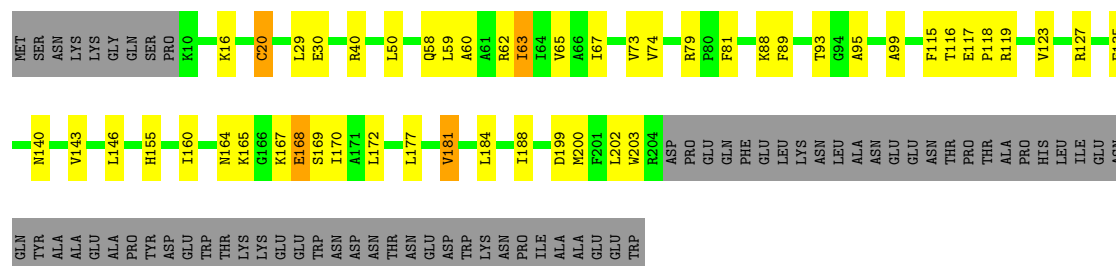 MET SER ASN LYS LYS GLY GLN SER PRO K10 K16 C20 L29 E30 R40 L50 Q58 L59 A60 A61 R62 I63 I64 V65 A66 I67 V73 V74 R79 P80 F81 K88 F89 T93 G94 A95 A99 F115 T116 E117 P118 R119 V123 R127
N140 V143 L146 H155 I160 N164 K165 G166 K167 E168 S169 I170 A171 L172 L177 V181 L184 I188 D199 M200 F201 L202 W203 R204 ASP PRO GLU GLN PHE GLU LEU LYS ASN LEU ALA ASN GLU GLU ASN THR PRO THR ALA PRO HIS LEU ILE GLU
GLN TYR ALA ALA GLU ALA PRO TYR ASP GLU TRP THR LYS LYS GLU GLU TRP ASN ASP ASN THR ASN GLU ASP TRP LYS ASN PRO ILE ALA ALA GLU GLU TRP